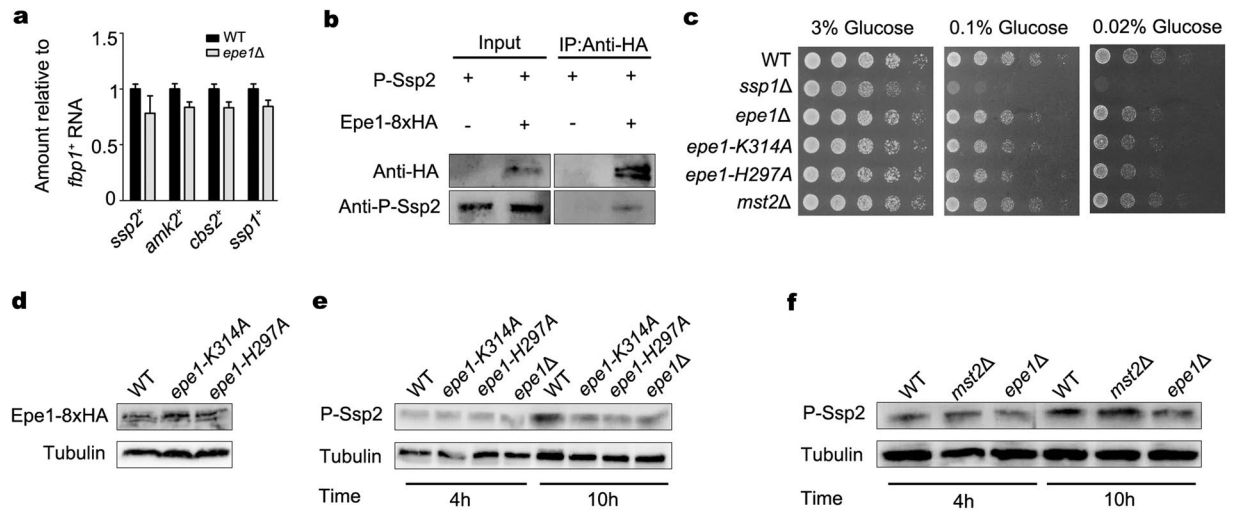 a
Amount relative to
fbp1⁺ RNA
1.5
1
0.5
0
WT
epe1Δ
ssp2⁺
amk2⁺
cbs2⁺
ssp1⁺
b
Input
IP:Anti-HA
P-Ssp2 + + + +
Epe1-8xHA - + - +
Anti-HA
Anti-P-Ssp2
c
3% Glucose
0.1% Glucose
0.02% Glucose
WT
ssp1Δ
epe1Δ
epe1-K314A
epe1-H297A
mst2Δ
d
WT
epe1-K314A
epe1-H297A
Epe1-8xHA
Tubulin
e
WT
epe1-K314A
epe1-H297A
epe1Δ
WT
epe1-K314A
epe1-H297A
epe1Δ
P-Ssp2
Tubulin
Time
4h
10h
f
WT
mst2Δ
epe1Δ
WT
mst2Δ
epe1Δ
P-Ssp2
Tubulin
Time
4h
10h